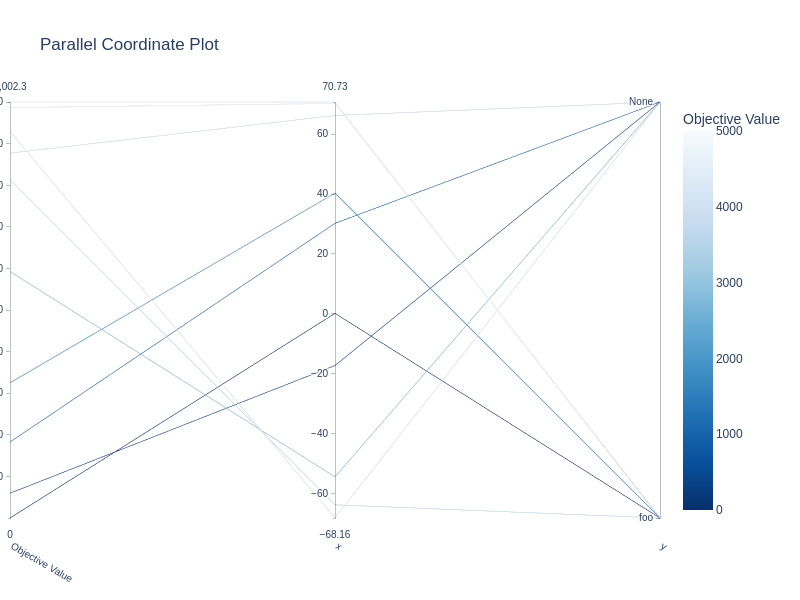 Parallel Coordinate Plot
,002.3
70.73
None
foo
60
40
20
0
−20
−40
−60
0
−68.16
Objective Value
x
y
Objective Value
5000
4000
3000
2000
1000
0